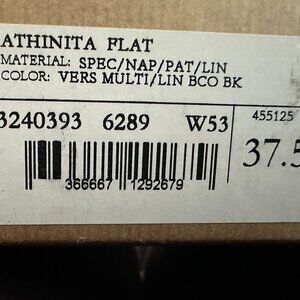 ATHINITA FLAT
MATERIAL: SPEC/NAP/PAT/LIN
COLOR: VERS MULTI/LIN BCO BK
3240393 6289 W53
455125
37.5
366667 1292679